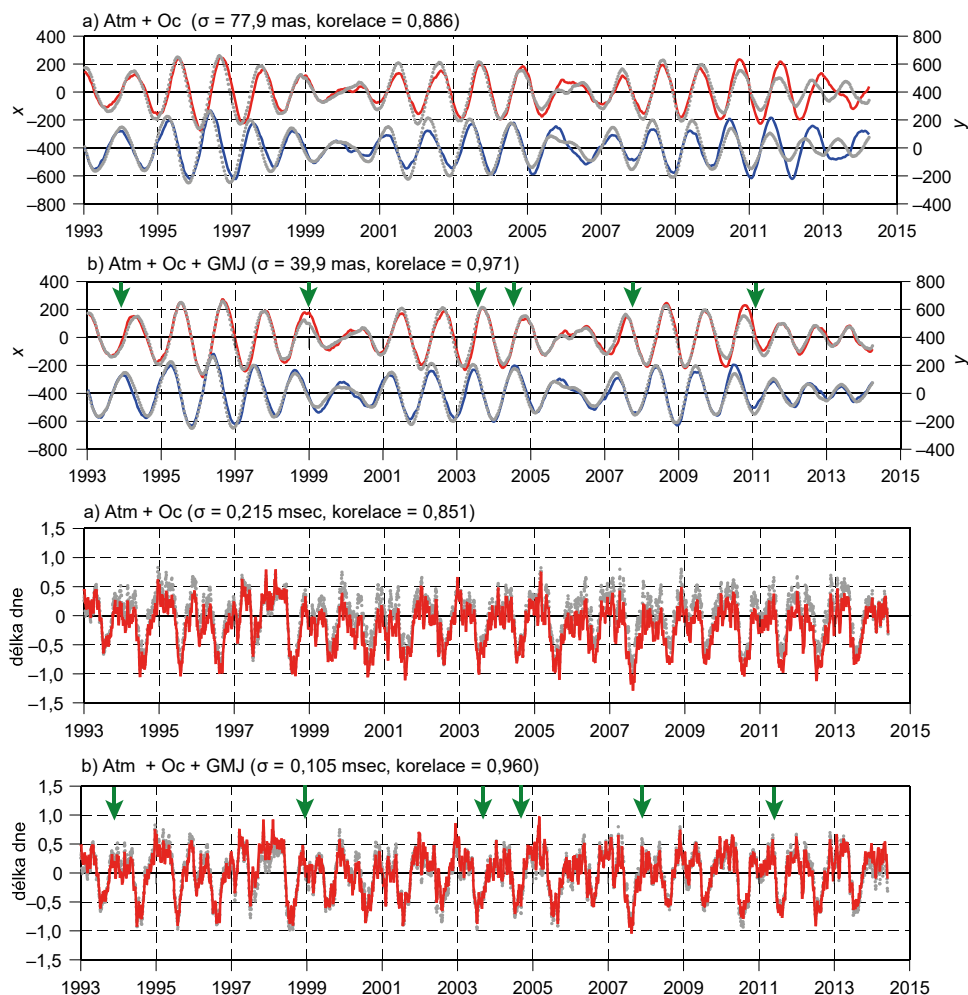 a) Atm + Oc (σ = 77,9 mas, korelace = 0,886)
400 800
200 600
0 400
–200 200
–400 0
–600 –200
–800 –400
x
y
1993 1995 1997 1999 2001 2003 2005 2007 2009 2011 2013 2015
b) Atm + Oc + GMJ (σ = 39,9 mas, korelace = 0,971)
400 800
200 600
0 400
–200 200
–400 0
–600 –200
–800 –400
x
y
1993 1995 1997 1999 2001 2003 2005 2007 2009 2011 2013 2015
a) Atm + Oc (σ = 0,215 msec, korelace = 0,851)
1,5
1,0
0,5
0
–0,5
–1,0
–1,5
délka dne
1993 1995 1997 1999 2001 2003 2005 2007 2009 2011 2013 2015
b) Atm + Oc + GMJ (σ = 0,105 msec, korelace = 0,960)
1,5
1,0
0,5
0
–0,5
–1,0
–1,5
délka dne
1993 1995 1997 1999 2001 2003 2005 2007 2009 2011 2013 2015